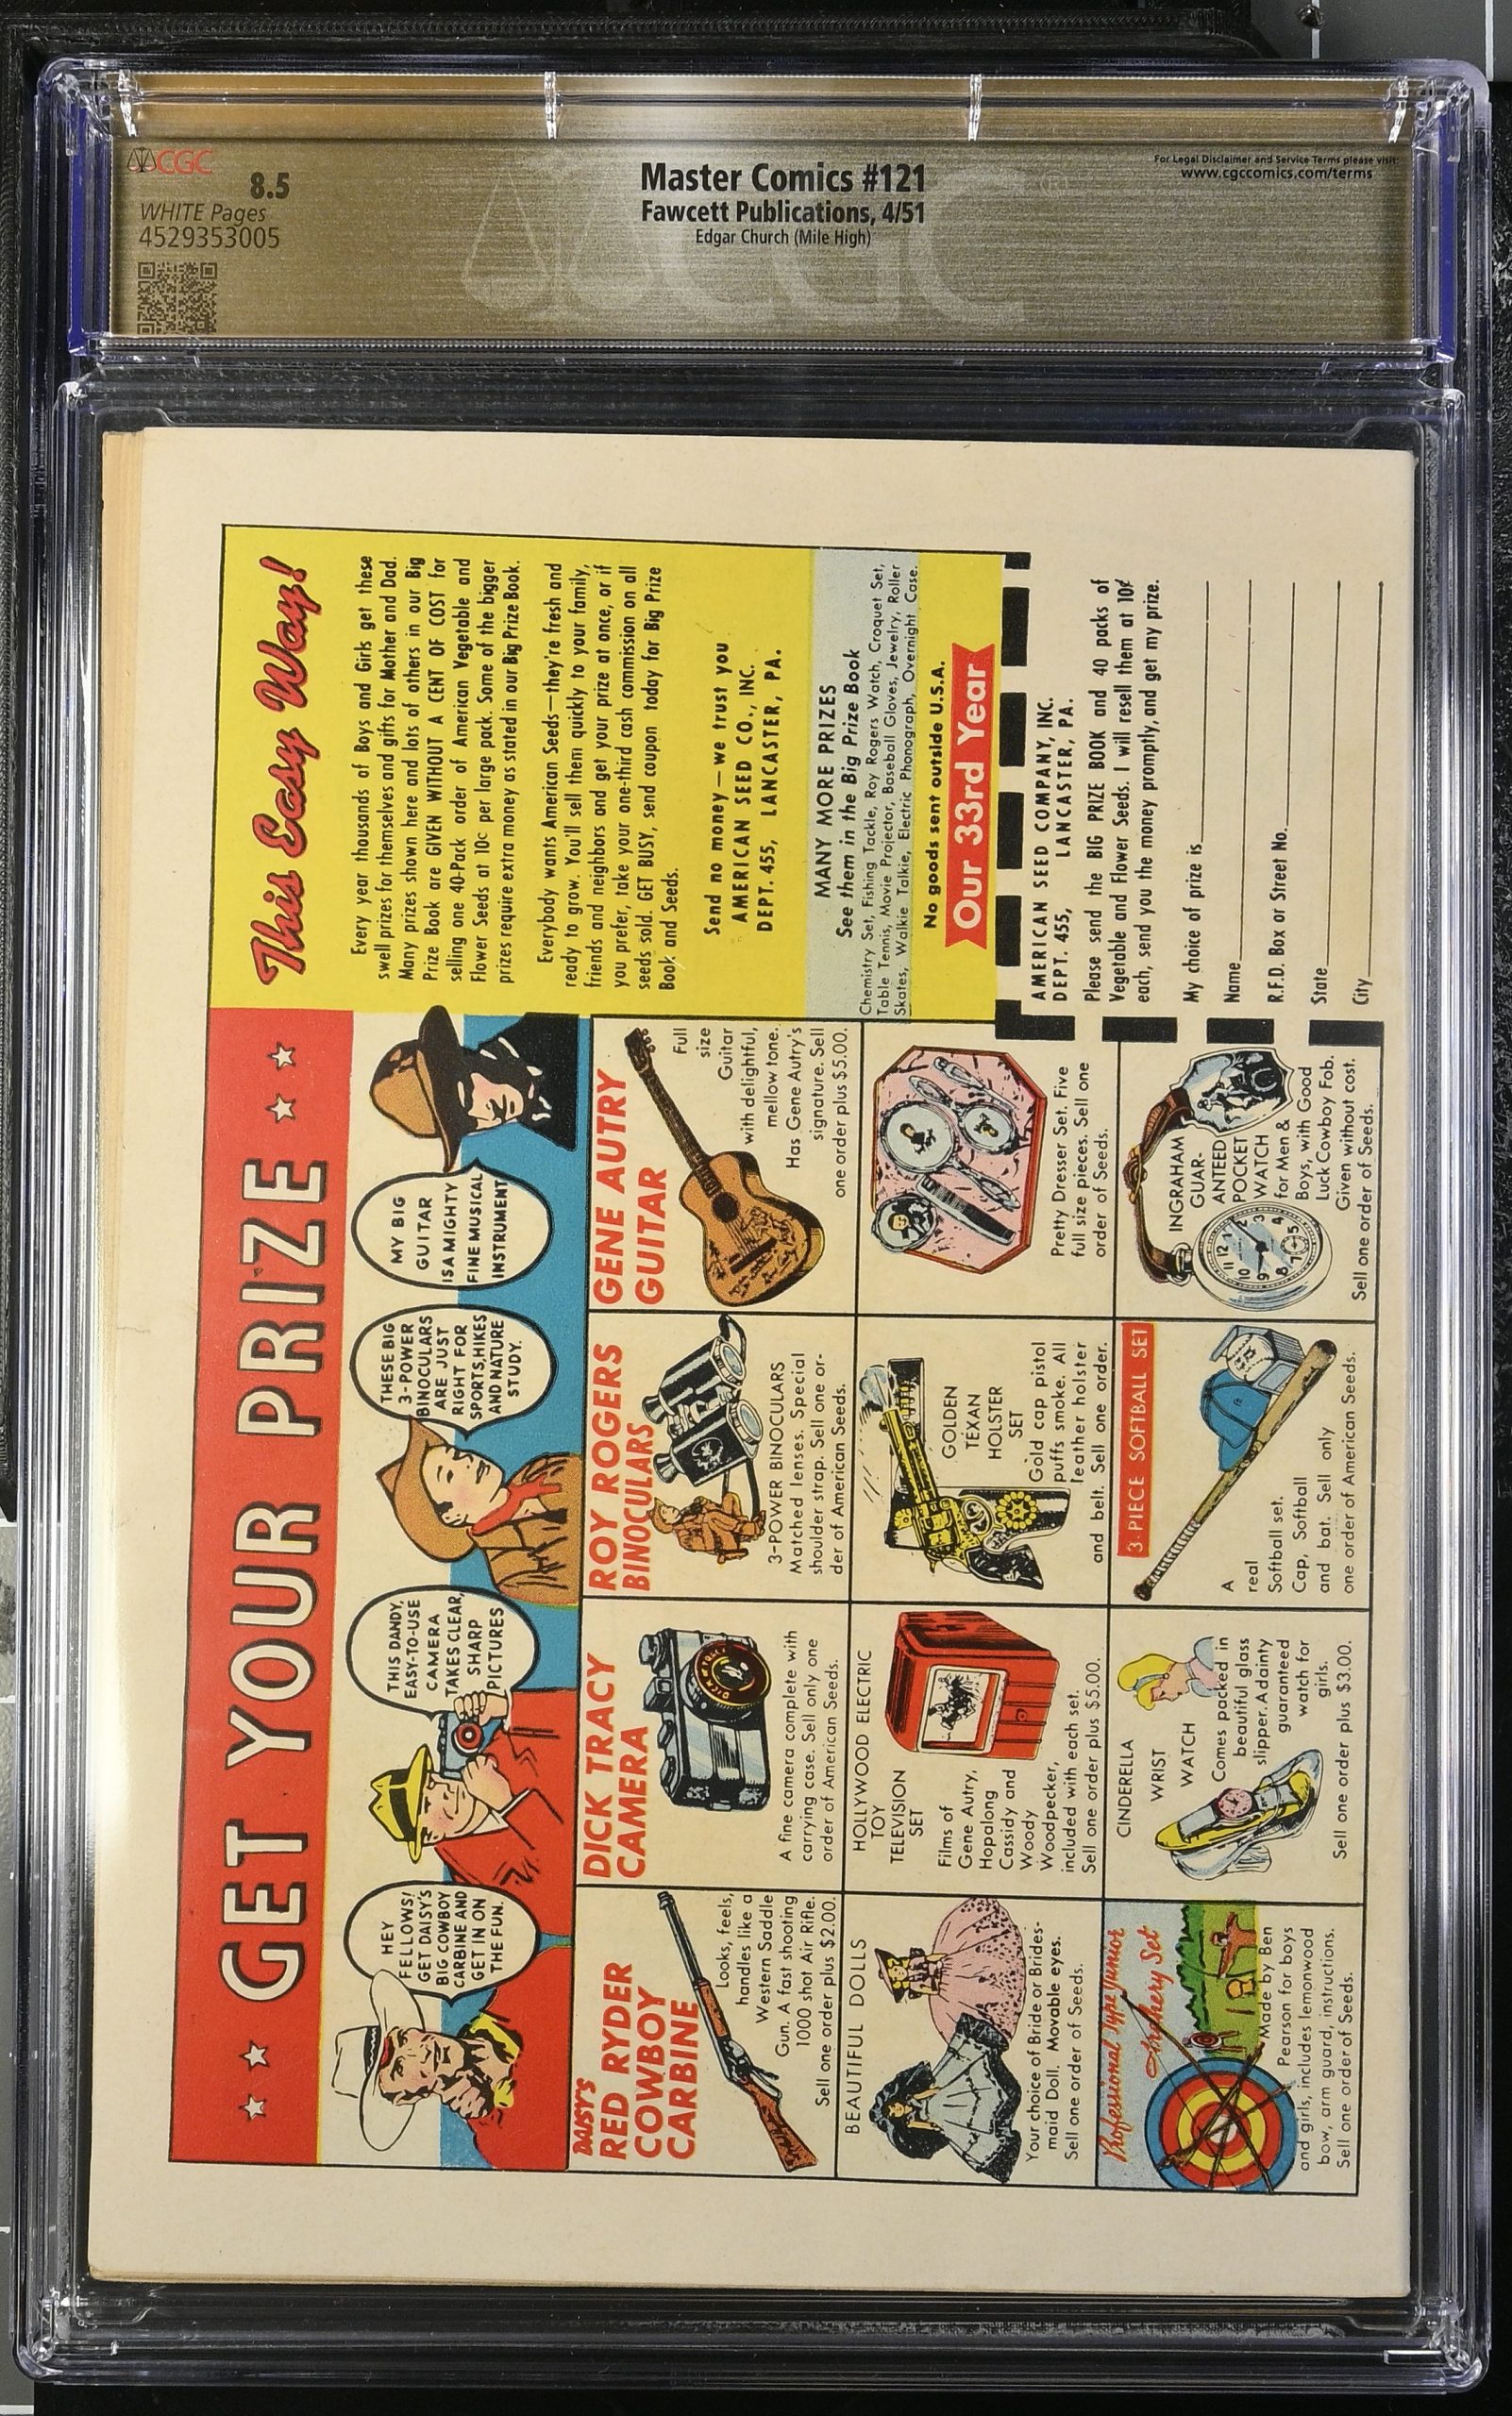 CGC
8.5
WHITE Pages
4529353005
Master Comics #121
Fawcett Publications, 4/51
Edgar Church (Mile High)
For Legal Disclaimer and Service Terms please visit:
www.cgccomics.com/terms
CGC
GET YOUR PRIZE
This Easy Way!
HEY
FELLOWS!
GET DAISY'S
BIG COWBOY
CARBINE AND
GET IN ON
THE FUN.
THIS DANDY,
EASY-TO-USE
CAMERA
TAKES CLEAR,
SHARP
PICTURES
THESE BIG
3-POWER
BINOCULARS
ARE JUST
RIGHT FOR
SPORTS,HIKES
AND NATURE
STUDY.
MY BIG
GUITAR
IS A MIGHTY
FINE MUSICAL
INSTRUMENT
DAISY'S
RED RYDER
COWBOY
CARBINE
Looks, feels,
handles like a
Western Saddle
Gun. A fast shooting
1000 shot Air Rifle.
Sell one order plus $2.00.
DICK TRACY
CAMERA
DICK TRACY
A fine camera complete with
carrying case. Sell only one
order of American Seeds.
ROY ROGERS
BINOCULARS
3-POWER BINOCULARS
Matched lenses. Special
shoulder strap. Sell one or-
der of American Seeds.
GENE AUTRY
GUITAR
Full
size
Guitar
with delightful,
mellow tone.
Has Gene Autry's
signature. Sell
one order plus $5.00.
BEAUTIFUL DOLLS
Your choice of Bride or Brides-
maid Doll. Movable eyes.
Sell one order of Seeds.
HOLLYWOOD ELECTRIC
TOY
TELEVISION
SET
Films of
Gene Autry,
Hopalong
Cassidy and
Woody
Woodpecker,
included with each set.
Sell one order plus $5.00.
GOLDEN
TEXAN
HOLSTER
SET
Gold cap pistol
puffs smoke. All
leather holster
and belt. Sell one order.
Pretty Dresser Set. Five
full size pieces. Sell one
order of Seeds.
Professional Type Junior
Archery Set
Made by Ben
Pearson for boys
and girls, includes lemonwood
bow, arm guard, instructions.
Sell one order of Seeds.
CINDERELLA
WRIST
WATCH
Comes packed in
beautiful glass
slipper. A dainty
guaranteed
watch for
girls.
Sell one order plus $3.00.
3-PIECE SOFTBALL SET
A
real
Softball set.
Cap, Softball
and bat. Sell only
one order of American Seeds.
INGRAHAM
GUAR-
ANTEED
POCKET
WATCH
for Men &
Boys, with Good
Luck Cowboy Fob.
Given without cost.
Sell one order of Seeds.
Every year thousands of Boys and Girls get these
swell prizes for themselves and gifts for Mother and Dad.
Many prizes shown here and lots of others in our Big
Prize Book are GIVEN WITHOUT A CENT OF COST for
selling one 40-Pack order of American Vegetable and
Flower Seeds at 10c per large pack. Some of the bigger
prizes require extra money as stated in our Big Prize Book.
Everybody wants American Seeds—they're fresh and
ready to grow. You'll sell them quickly to your family,
friends and neighbors and get your prize at once, or if
you prefer, take your one-third cash commission on all
seeds sold. GET BUSY, send coupon today for Big Prize
Book and Seeds.
Send no money — we trust you
AMERICAN SEED CO., INC.
DEPT. 455, LANCASTER, PA.
MANY MORE PRIZES
See them in the Big Prize Book
Chemistry Set, Fishing Tackle, Roy Rogers Watch, Croquet Set,
Table Tennis, Movie Projector, Baseball Gloves, Jewelry, Roller
Skates, Walkie Talkie, Electric Phonograph, Overnight Case.
No goods sent outside U.S.A.
Our 33rd Year
AMERICAN SEED COMPANY, INC.
DEPT. 455, LANCASTER, PA.
Please send the BIG PRIZE BOOK and 40 packs of
Vegetable and Flower Seeds. I will resell them at 10¢
each, send you the money promptly, and get my prize.
My choice of prize is
Name
R.F.D. Box or Street No.
State
City